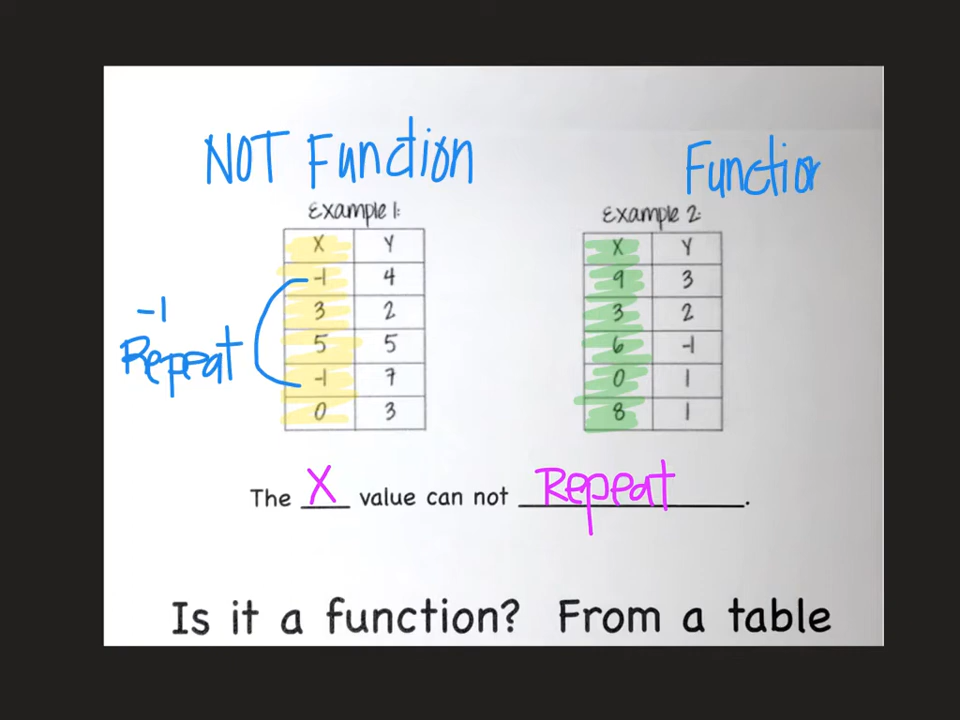 NOT Function
Function
Example 1:
X Y
-1 4
3 2
5 5
-1 7
0 3
-1
Repeat
Example 2:
X Y
9 3
3 2
6 -1
0 1
8 1
The X value can not Repeat.
Is it a function? From a table